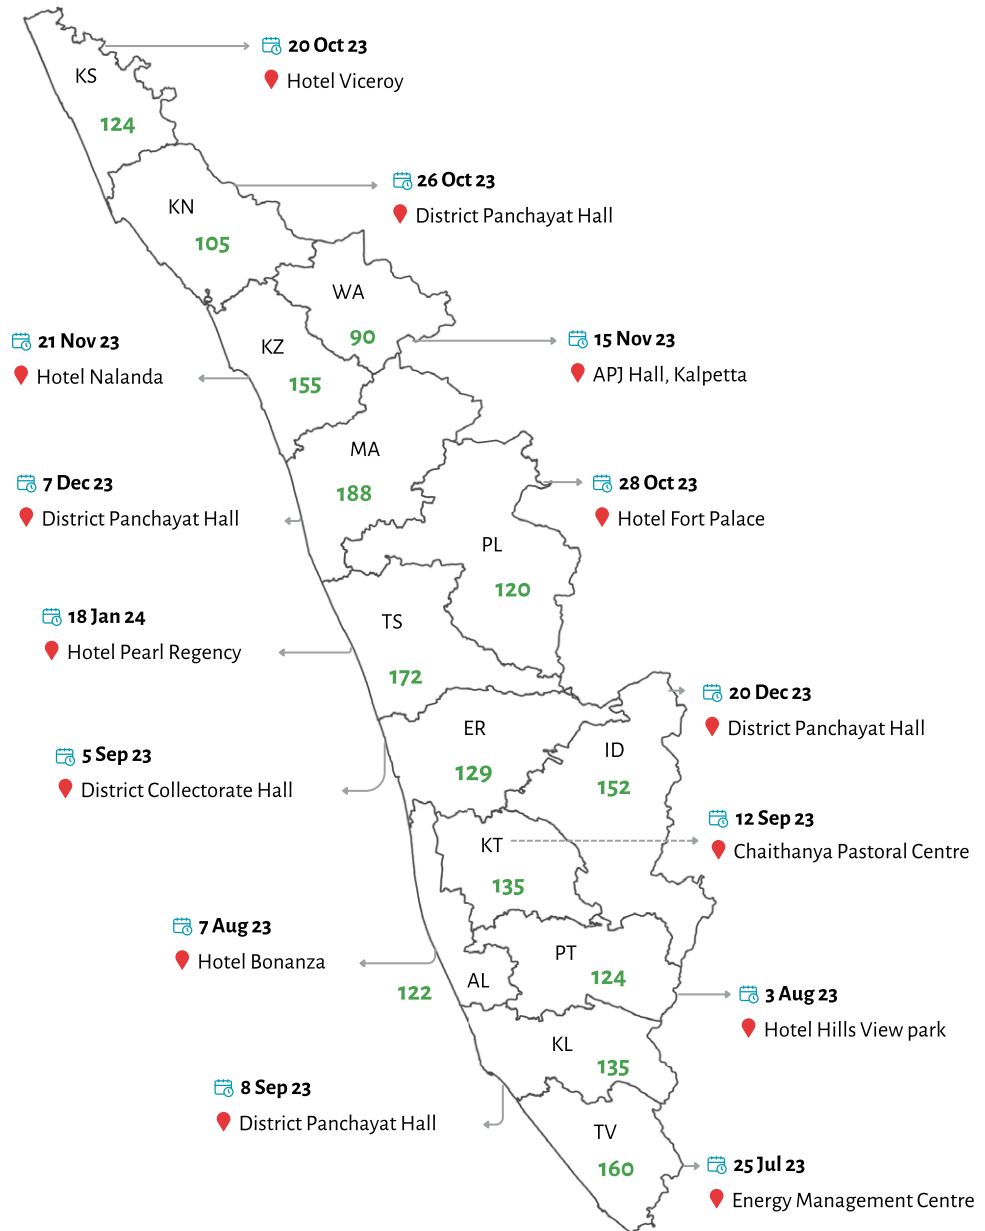 20 Oct 23
Hotel Viceroy
KS
124
26 Oct 23
District Panchayat Hall
KN
105
WA
90
15 Nov 23
APJ Hall, Kalpetta
21 Nov 23
Hotel Nalanda
KZ
155
MA
188
7 Dec 23
District Panchayat Hall
28 Oct 23
Hotel Fort Palace
PL
120
18 Jan 24
Hotel Pearl Regency
TS
172
20 Dec 23
District Panchayat Hall
ER
129
ID
152
5 Sep 23
District Collectorate Hall
12 Sep 23
Chaithanya Pastoral Centre
KT
135
7 Aug 23
Hotel Bonanza
122
AL
PT
124
3 Aug 23
Hotel Hills View park
KL
135
8 Sep 23
District Panchayat Hall
TV
160
25 Jul 23
Energy Management Centre